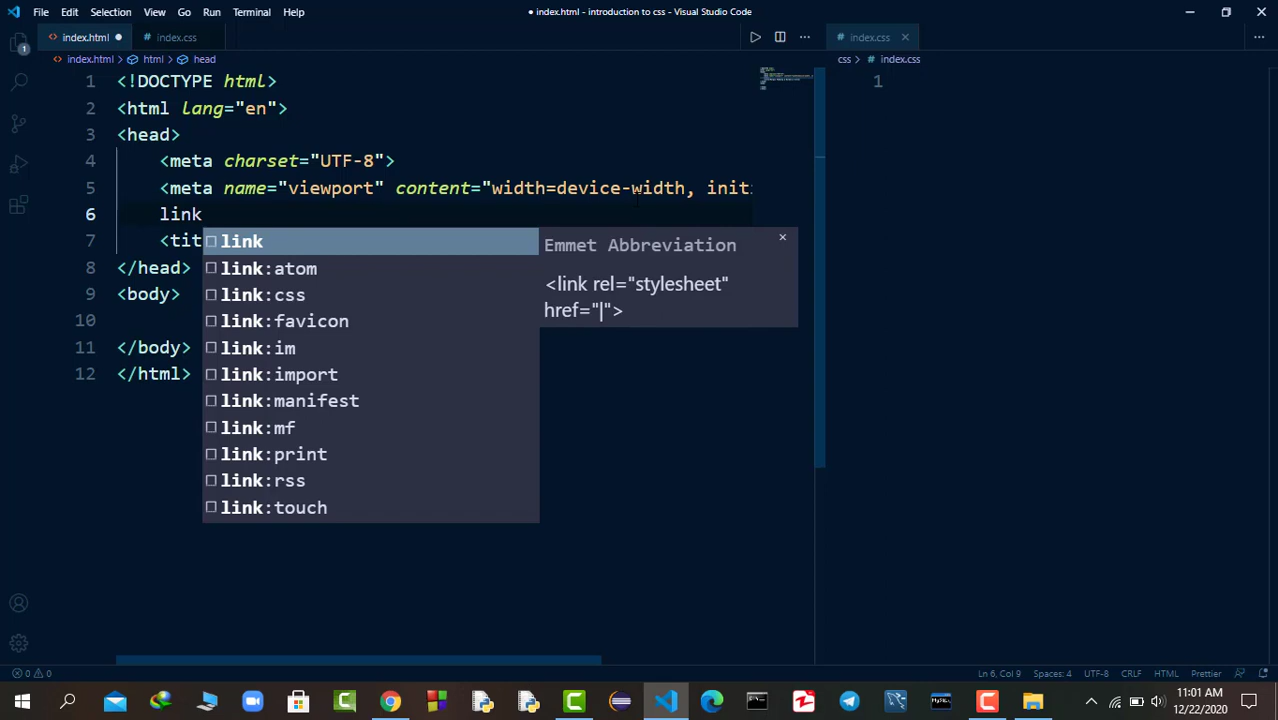 File Edit Selection View Go Run Terminal Help
● index.html - introduction to css - Visual Studio Code
index.html ●
index.css
index.css ×
index.html > html > head
css > # index.css
1 <!DOCTYPE html>
2 <html lang="en">
3 <head>
4 <meta charset="UTF-8">
5 <meta name="viewport" content="width=device-width, init
6 link
7 <tit
8 </head>
9 <body>
10
11 </body>
12 </html>
link
link:atom
link:css
link:favicon
link:im
link:import
link:manifest
link:mf
link:print
link:rss
link:touch
Emmet Abbreviation ×
<link rel="stylesheet"
href="|">
1
1
0 0
Ln 6, Col 9 Spaces: 4 UTF-8 CRLF HTML Prettier
11:01 AM
12/22/2020